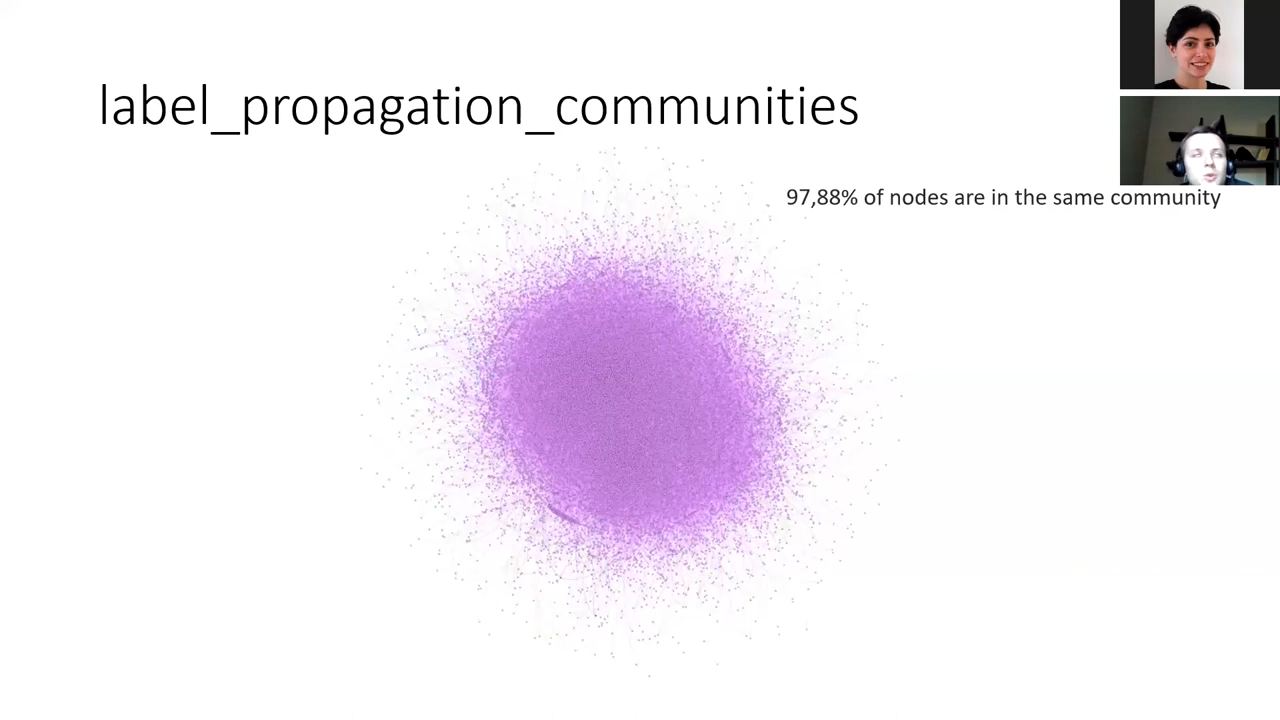 label_propagation_communities
97,88% of nodes are in the same community